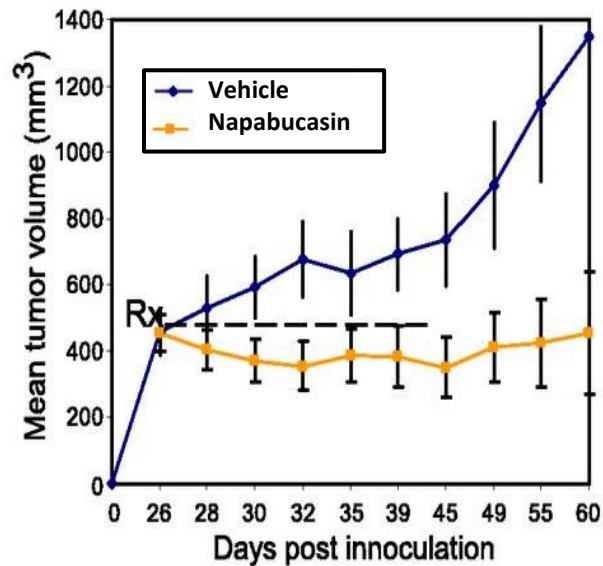 Mean tumor volume (mm3)
1400
1200
1000
800
600
400
200
0
Vehicle
Napabucasin
Rx
0 26 28 30 32 35 39 45 49 55 60
Days post innoculation